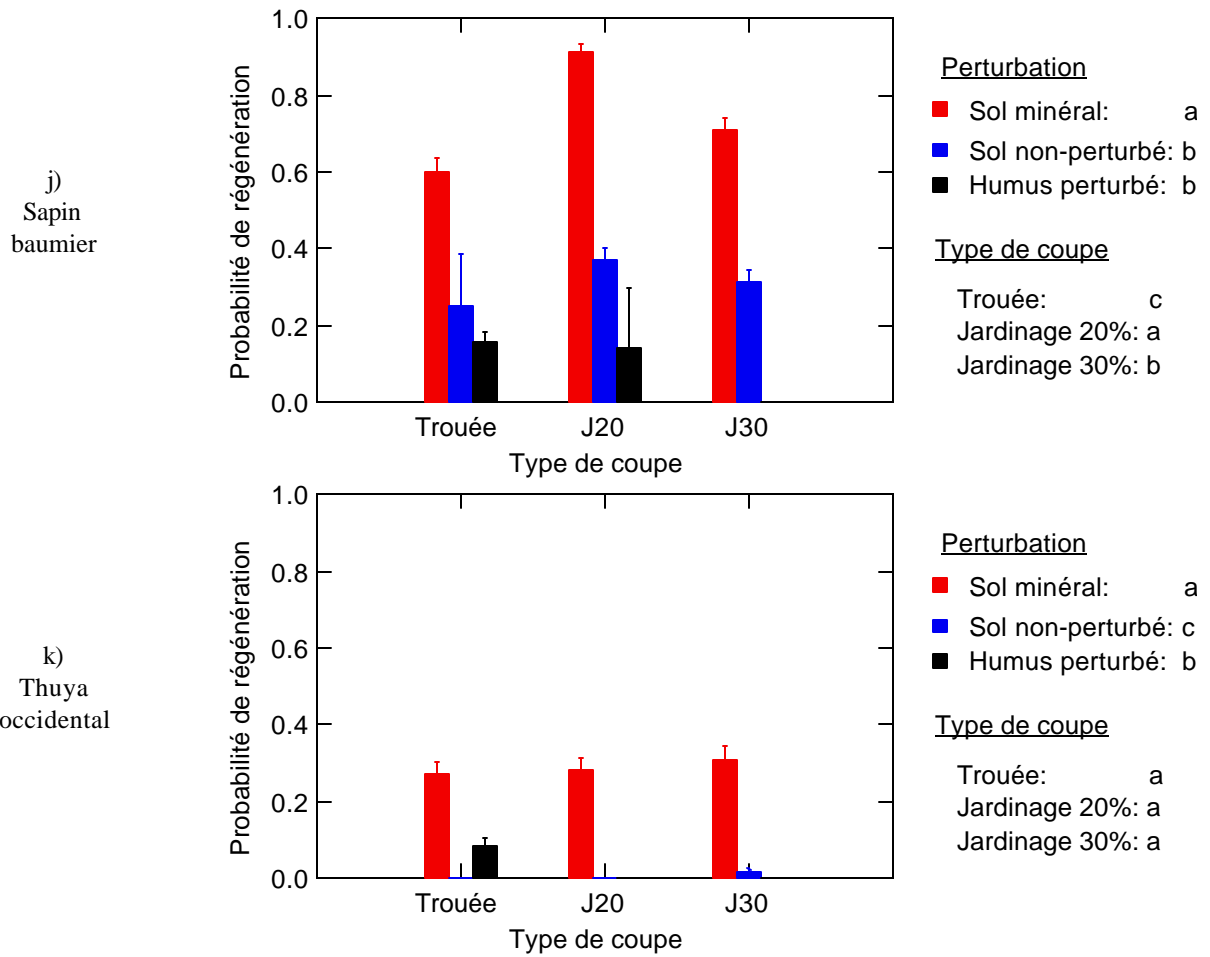 j)
Sapin
baumier
Probabilité de régénération
1.0
0.8
0.6
0.4
0.2
0.0
Trouée J20 J30
Type de coupe
Perturbation
Sol minéral: a
Sol non-perturbé: b
Humus perturbé: b
Type de coupe
Trouée: c
Jardinage 20%: a
Jardinage 30%: b
k)
Thuya
occidental
Probabilité de régénération
1.0
0.8
0.6
0.4
0.2
0.0
Trouée J20 J30
Type de coupe
Perturbation
Sol minéral: a
Sol non-perturbé: c
Humus perturbé: b
Type de coupe
Trouée: a
Jardinage 20%: a
Jardinage 30%: a